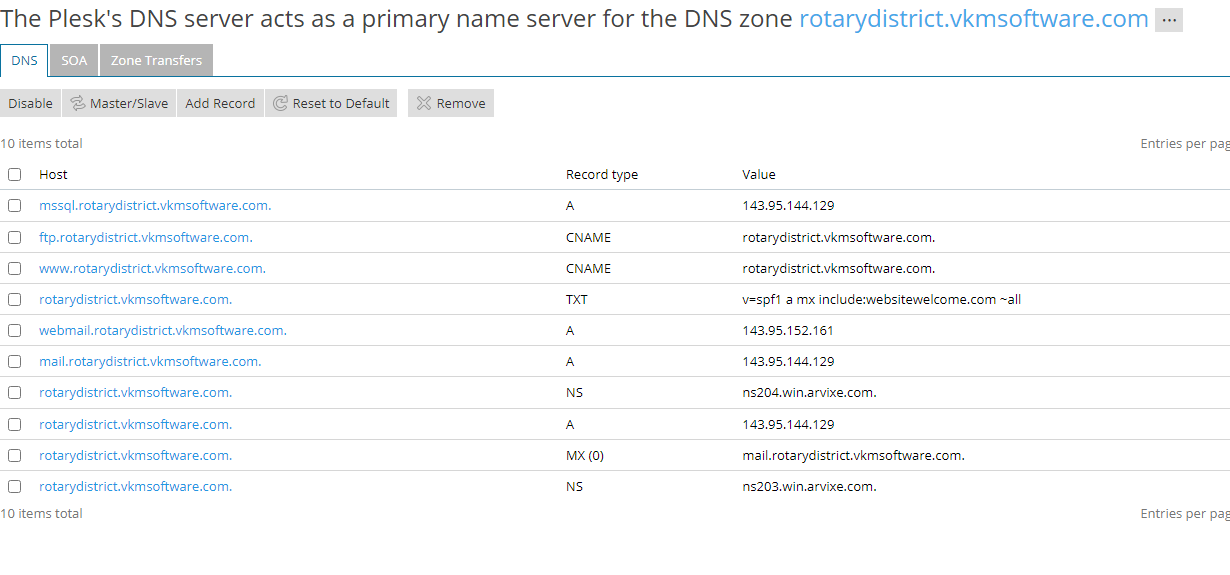 The Plesk's DNS server acts as a primary name server for the DNS zone rotarydistrict.vkmsoftware.com ...
DNS SOA Zone Transfers
Disable Master/Slave Add Record Reset to Default Remove
10 items total Entries per pag
Host Record type Value
mssql.rotarydistrict.vkmsoftware.com. A 143.95.144.129
ftp.rotarydistrict.vkmsoftware.com. CNAME rotarydistrict.vkmsoftware.com.
www.rotarydistrict.vkmsoftware.com. CNAME rotarydistrict.vkmsoftware.com.
rotarydistrict.vkmsoftware.com. TXT v=spf1 a mx include:websitewelcome.com ~all
webmail.rotarydistrict.vkmsoftware.com. A 143.95.152.161
mail.rotarydistrict.vkmsoftware.com. A 143.95.144.129
rotarydistrict.vkmsoftware.com. NS ns204.win.arvixe.com.
rotarydistrict.vkmsoftware.com. A 143.95.144.129
rotarydistrict.vkmsoftware.com. MX (0) mail.rotarydistrict.vkmsoftware.com.
rotarydistrict.vkmsoftware.com. NS ns203.win.arvixe.com.
10 items total Entries per pag